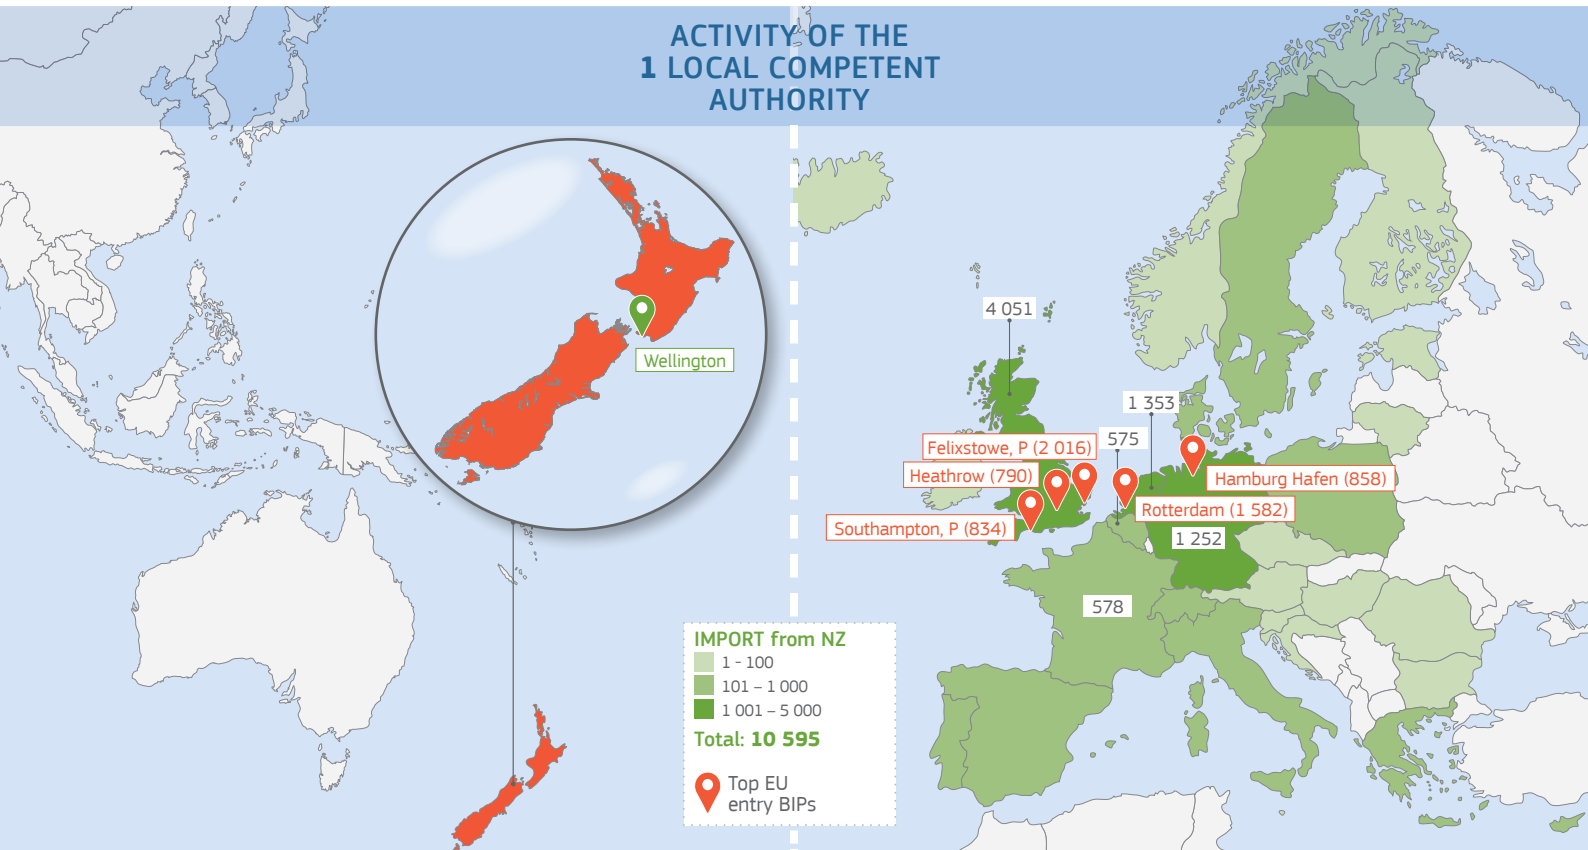 ACTIVITY OF THE
1 LOCAL COMPETENT
AUTHORITY
Wellington
4 051
1 353
575
Felixstowe, P (2 016)
Heathrow (790)
Southampton, P (834)
Hamburg Hafen (858)
Rotterdam (1 582)
1 252
578
IMPORT from NZ
1 - 100
101 – 1 000
1 001 – 5 000
Total: 10 595
Top EU
entry BIPs